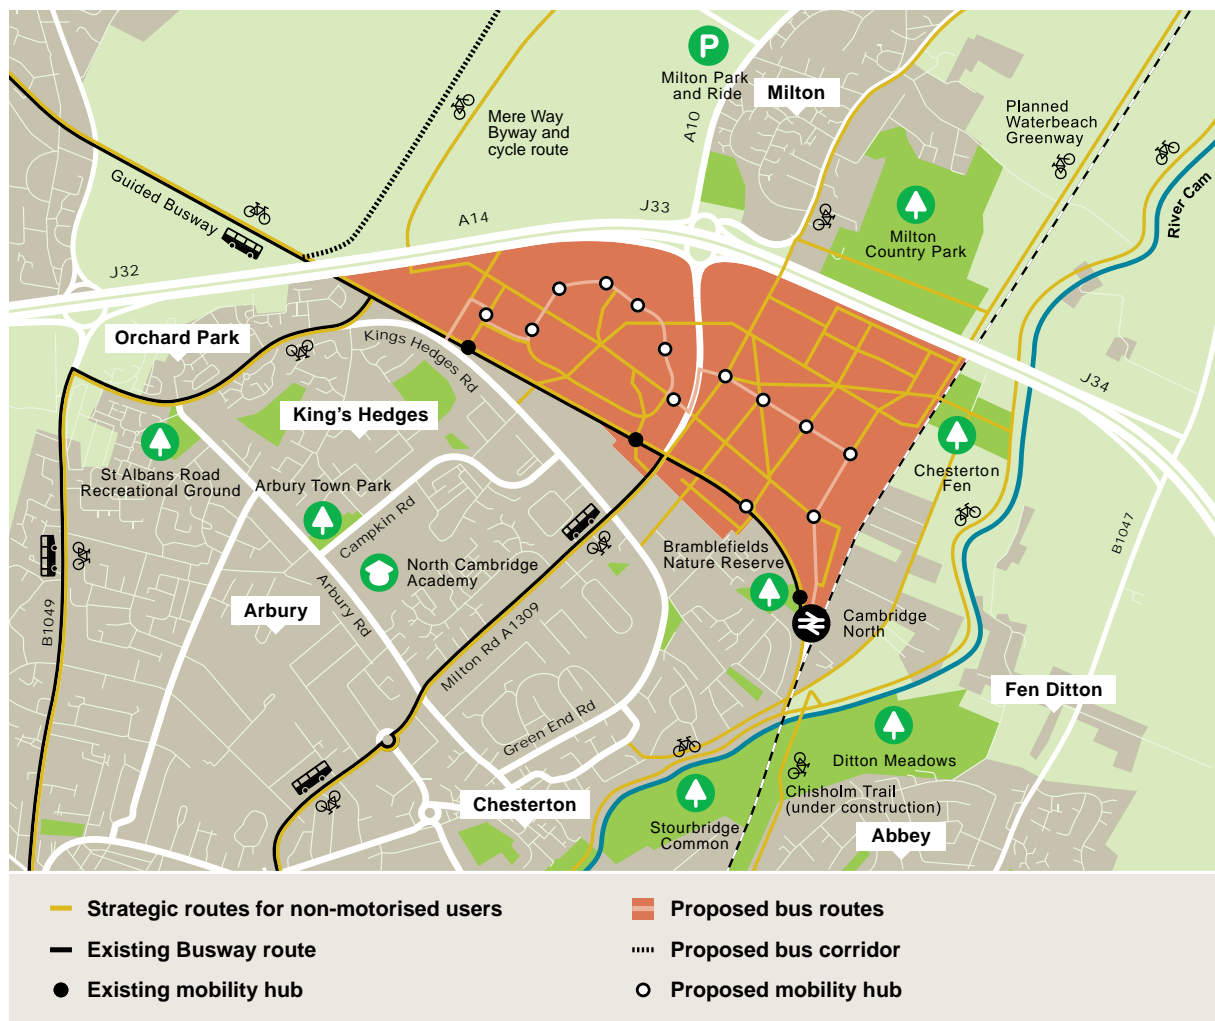 P
Milton Park
and Ride
Milton
Planned
Waterbeach
Greenway
Mere Way
Byway and
cycle route
A10
River Cam
Guided Busway
A14
J33
Milton
Country Park
J32
Orchard Park
Kings Hedges Rd
J34
King's Hedges
St Albans Road
Recreational Ground
Arbury Town Park
Chesterton
Fen
Campkin Rd
B1047
Bramblefields
Nature Reserve
North Cambridge
Academy
Arbury Rd
Arbury
B1049
Milton Rd A1309
Cambridge
North
Fen Ditton
Green End Rd
Ditton Meadows
Chisholm Trail
(under construction)
Chesterton
Stourbridge
Common
Abbey
Strategic routes for non-motorised users
Existing Busway route
Existing mobility hub
Proposed bus routes
Proposed bus corridor
Proposed mobility hub